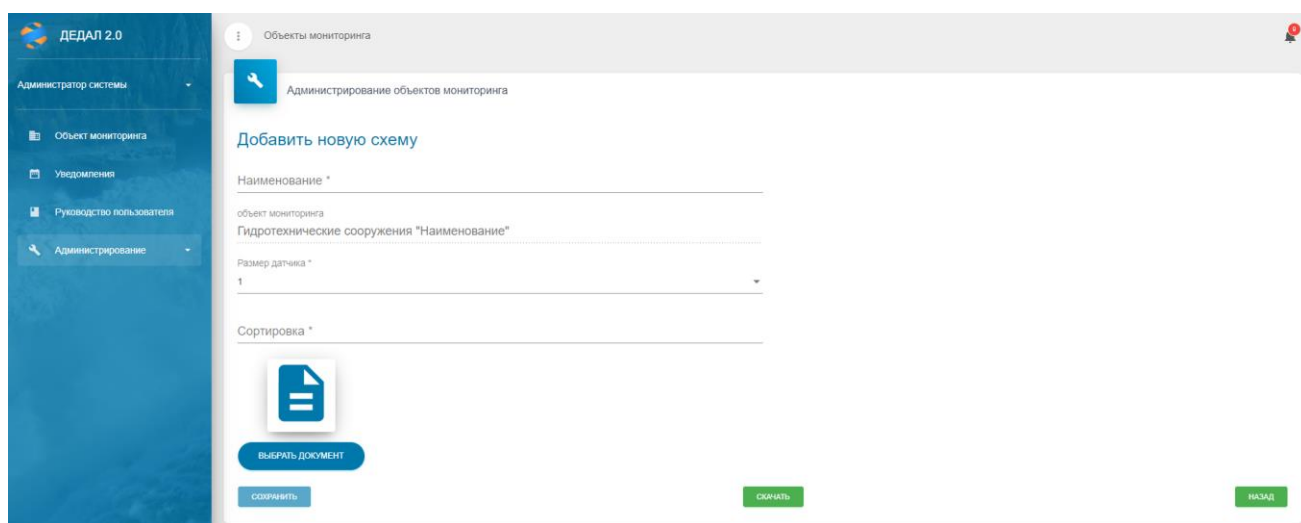 ДЕДАЛ 2.0
Администратор системы
Объект мониторинга
Уведомления
Руководство пользователя
Администрирование
Объекты мониторинга
Администрирование объектов мониторинга
Добавить новую схему
Наименование *
объект мониторинга
Гидротехнические сооружения "Наименование"
Размер датчика *
1
Сортировка *
ВЫБРАТЬ ДОКУМЕНТ
СОХРАНИТЬ
СКАЧАТЬ
НАЗАД